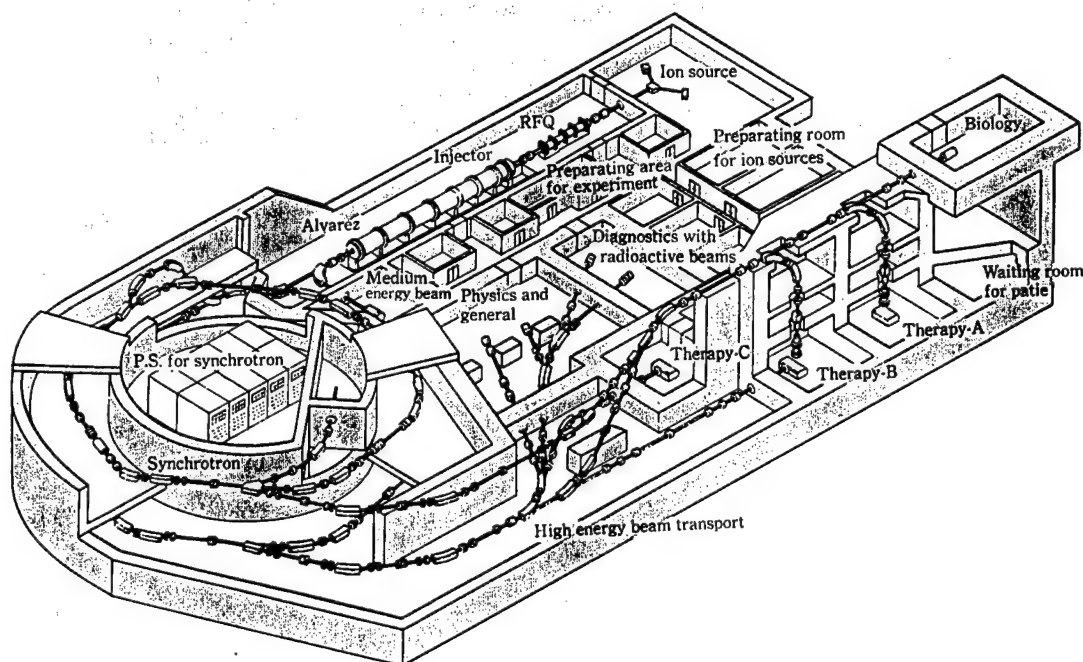 Ion source
RFQ
Injector
Preparating room
for ion sources
Biology
Preparating area
for experiment
Alvarez
Diagnostics with
radioactive beams
Medium
energy beam
Physics and
general
Waiting room
for patie
P.S. for synchrotron
Therapy-A
Therapy-C
Therapy-B
Synchrotron
High energy beam transport